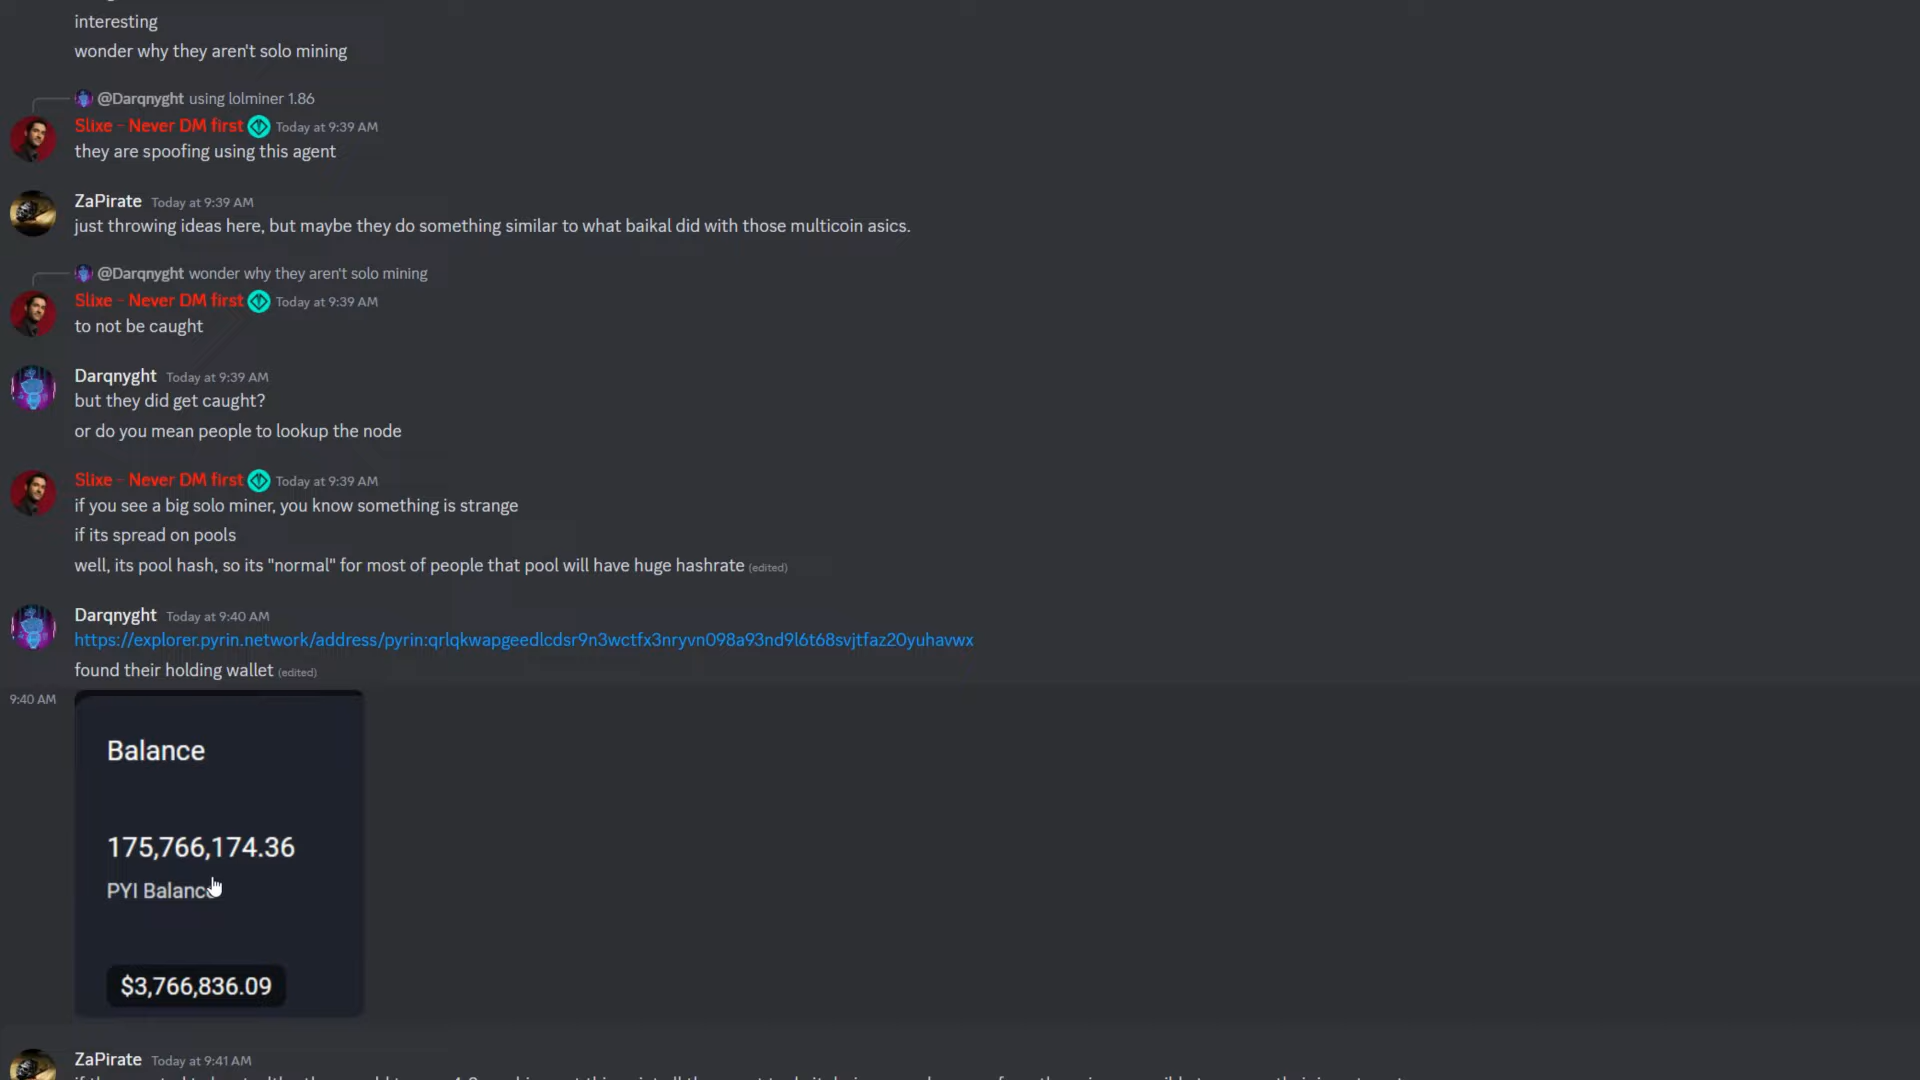 interesting
wonder why they aren't solo mining
@Darqnyght using lolminer 1.86
Slixe - Never DM first Today at 9:39 AM
they are spoofing using this agent
ZaPirate Today at 9:39 AM
just throwing ideas here, but maybe they do something similar to what baikal did with those multicoin asics.
@Darqnyght wonder why they aren't solo mining
Slixe - Never DM first Today at 9:39 AM
to not be caught
Darqnyght Today at 9:39 AM
but they did get caught?
or do you mean people to lookup the node
Slixe - Never DM first Today at 9:39 AM
if you see a big solo miner, you know something is strange
if its spread on pools
well, its pool hash, so its "normal" for most of people that pool will have huge hashrate (edited)
Darqnyght Today at 9:40 AM
https://explorer.pyrin.network/address/pyrin:qrlqkwapgeedlcdsr9n3wctfx3nryvn098a93nd9l6t68svjtfaz20yuhavwx
found their holding wallet (edited)
9:40 AM
Balance
175,766,174.36
PYI Balance
$3,766,836.09
ZaPirate Today at 9:41 AM